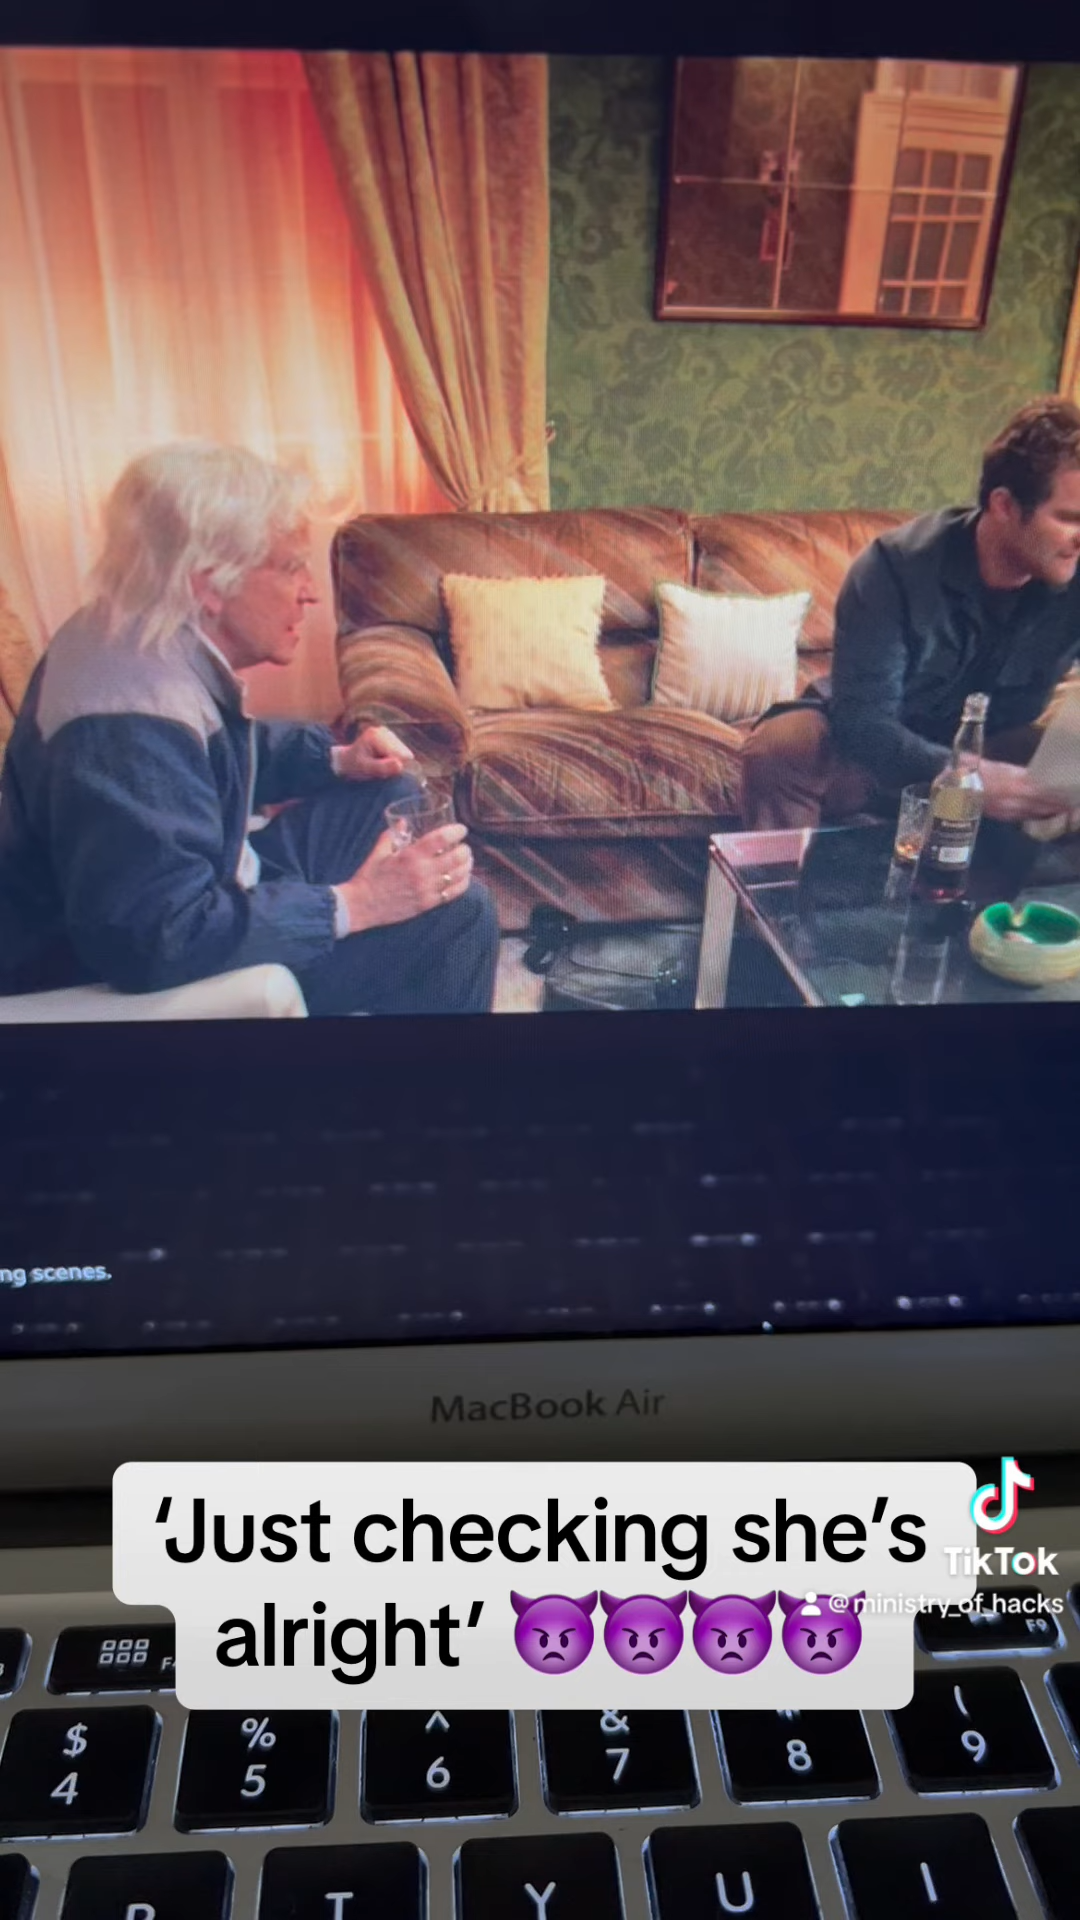 ng scenes.
MacBook Air
‘Just checking she’s
alright’ 👿👿👿👿
TikTok
@ministry_of_hacks
F9
$
4
%
5
^
6
&
7
8
(
9
T
Y
U
I